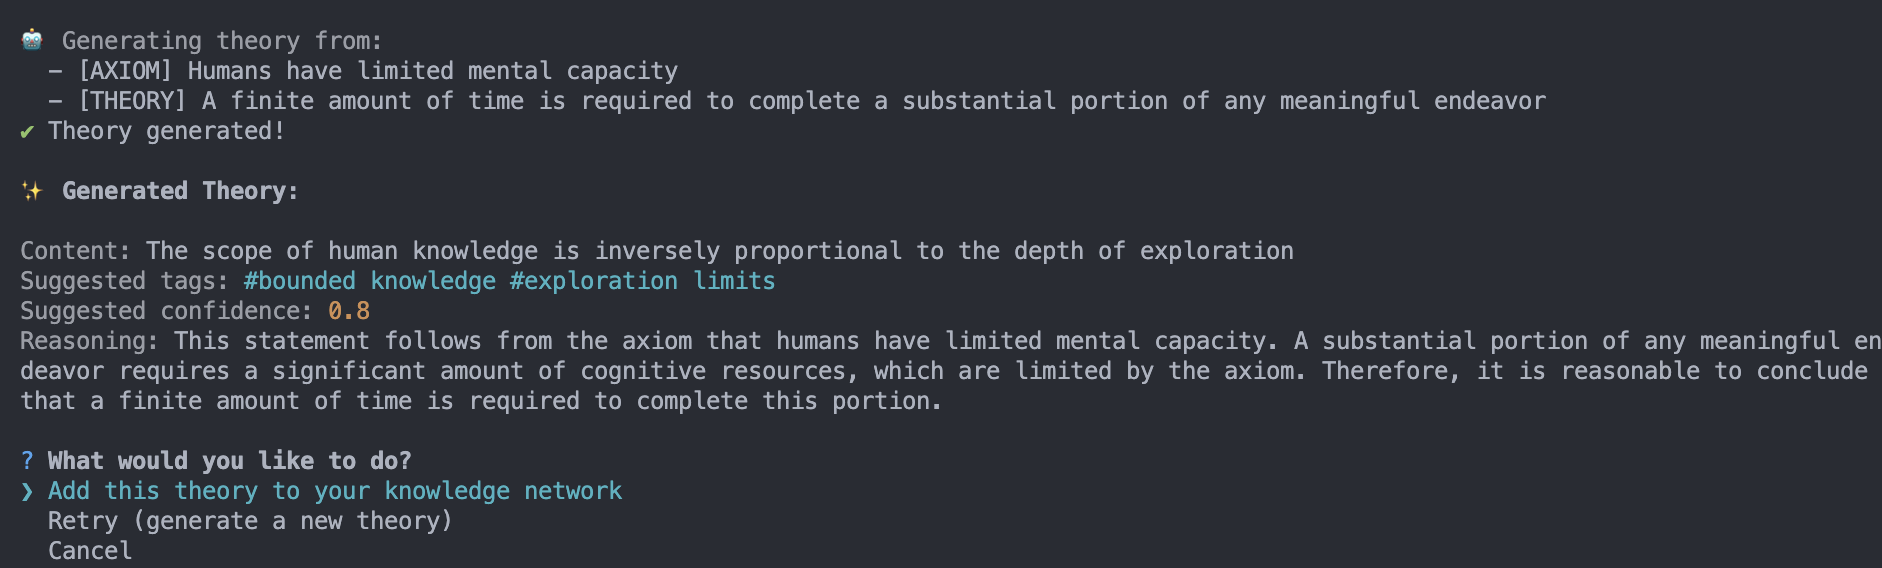 🤖 Generating theory from:
  - [AXIOM] Humans have limited mental capacity
  - [THEORY] A finite amount of time is required to complete a substantial portion of any meaningful endeavor
✔ Theory generated!

✨ Generated Theory:

Content: The scope of human knowledge is inversely proportional to the depth of exploration
Suggested tags: #bounded knowledge #exploration limits
Suggested confidence: 0.8
Reasoning: This statement follows from the axiom that humans have limited mental capacity. A substantial portion of any meaningful en
deavor requires a significant amount of cognitive resources, which are limited by the axiom. Therefore, it is reasonable to conclude
that a finite amount of time is required to complete this portion.

? What would you like to do?
❯ Add this theory to your knowledge network
  Retry (generate a new theory)
  Cancel